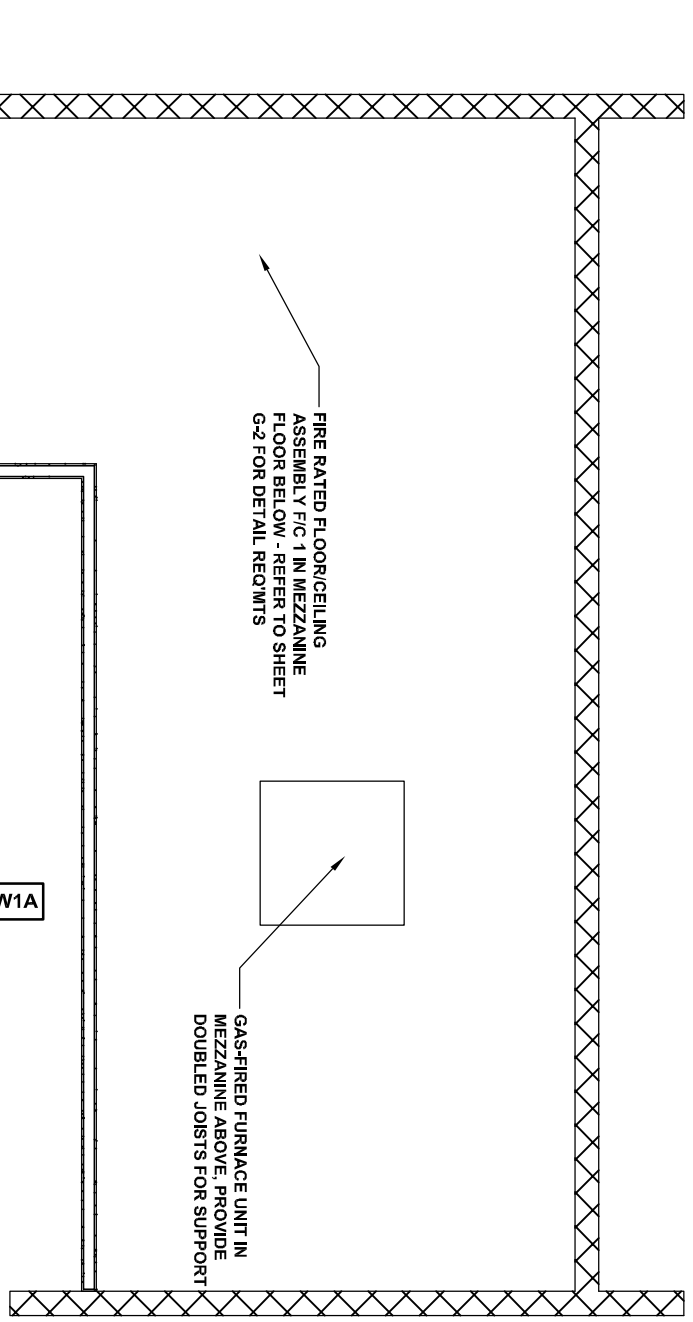 FIRE RATED FLOOR/CEILING
ASSEMBLY F/C 1 IN MEZZANINE
FLOOR BELOW - REFER TO SHEET
G-2 FOR DETAIL REQ'MTS
GAS-FIRED FURNACE UNIT IN
MEZZANINE ABOVE, PROVIDE
DOUBLED JOISTS FOR SUPPORT
W1A